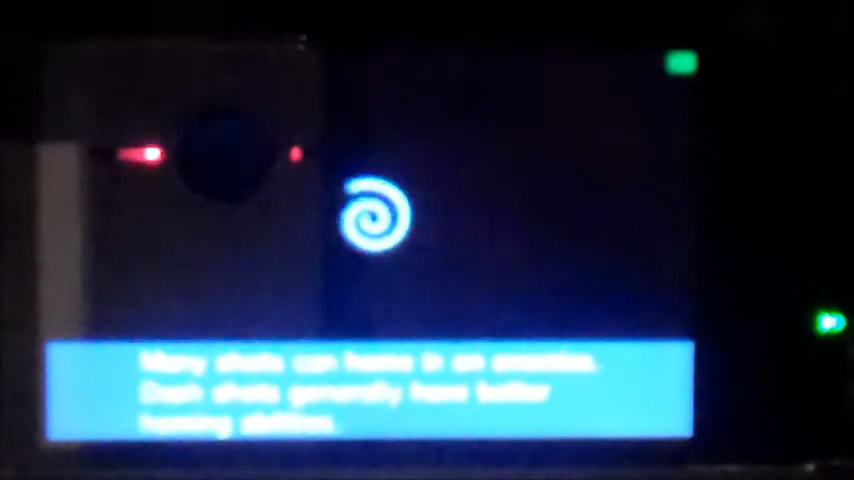 Many shots can home in on enemies.
Dash shots generally have better
homing abilities.